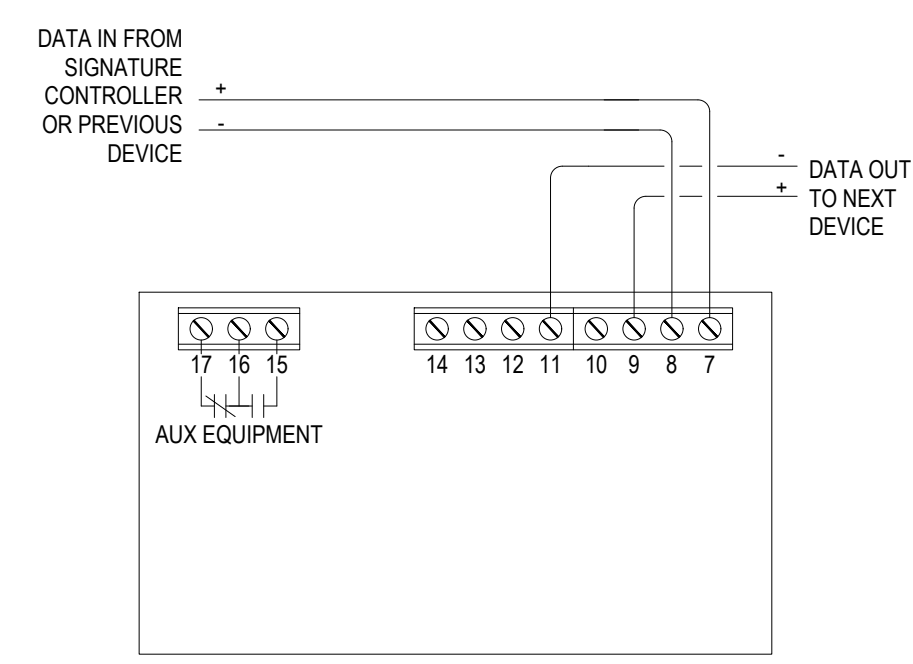 DATA IN FROM
SIGNATURE
CONTROLLER
OR PREVIOUS
DEVICE
+
-
-
+
DATA OUT
TO NEXT
DEVICE
17 16 15
14 13 12 11 10 9 8 7
AUX EQUIPMENT